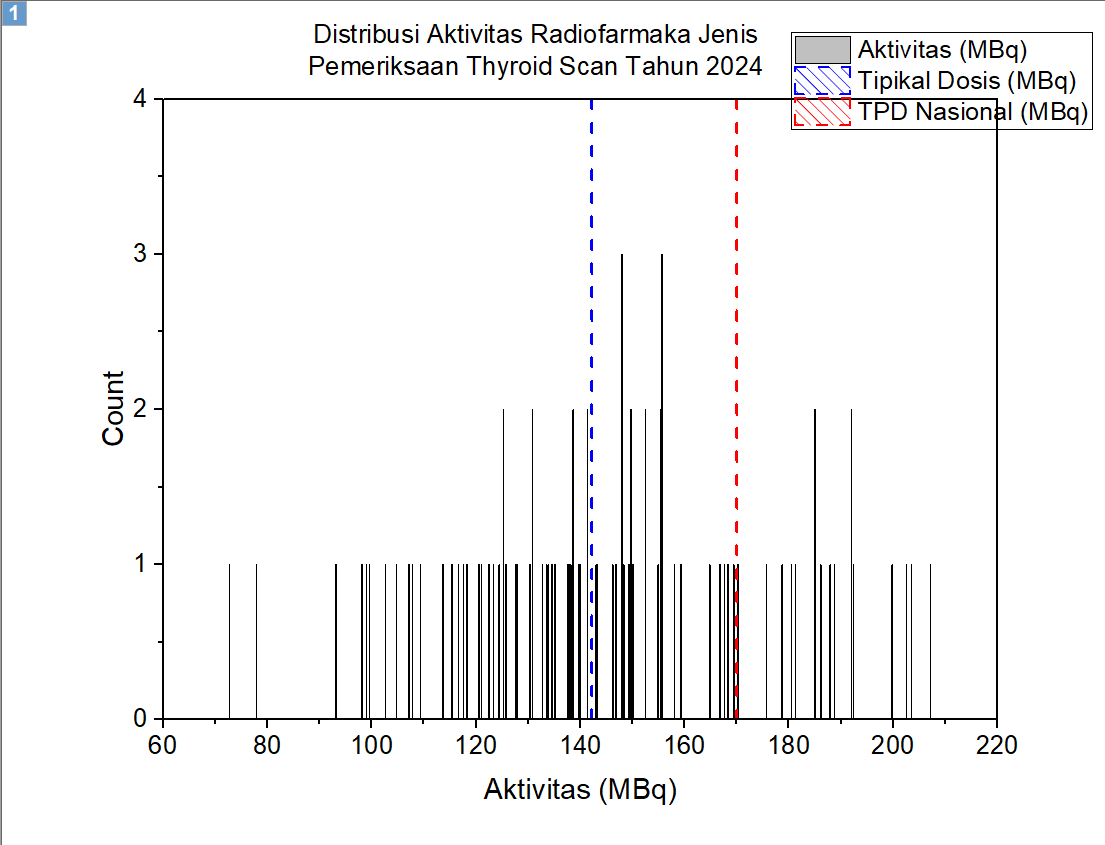 1
Distribusi Aktivitas Radiofarmaka Jenis
Pemeriksaan Thyroid Scan Tahun 2024
Aktivitas (MBq)
Tipikal Dosis (MBq)
TPD Nasional (MBq)
4
3
2
1
0
Count
60 80 100 120 140 160 180 200 220
Aktivitas (MBq)